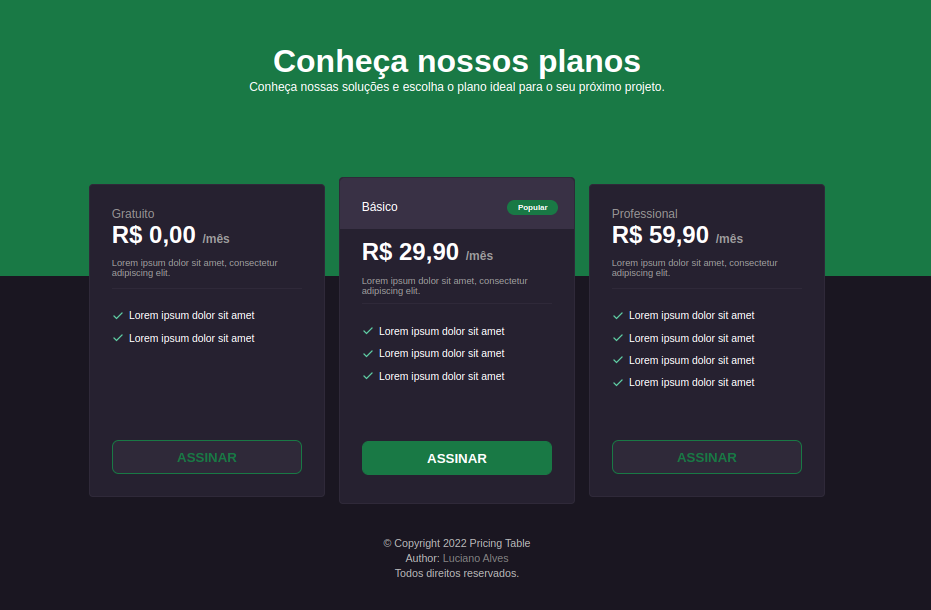 Conheça nossos planos
Conheça nossas soluções e escolha o plano ideal para o seu próximo projeto.
Gratuito
R$ 0,00 /mês
Lorem ipsum dolor sit amet, consectetur
adipiscing elit.
Lorem ipsum dolor sit amet
Lorem ipsum dolor sit amet
ASSINAR
Básico
Popular
R$ 29,90 /mês
Lorem ipsum dolor sit amet, consectetur
adipiscing elit.
Lorem ipsum dolor sit amet
Lorem ipsum dolor sit amet
Lorem ipsum dolor sit amet
ASSINAR
Professional
R$ 59,90 /mês
Lorem ipsum dolor sit amet, consectetur
adipiscing elit.
Lorem ipsum dolor sit amet
Lorem ipsum dolor sit amet
Lorem ipsum dolor sit amet
Lorem ipsum dolor sit amet
ASSINAR
© Copyright 2022 Pricing Table
Author: Luciano Alves
Todos direitos reservados.